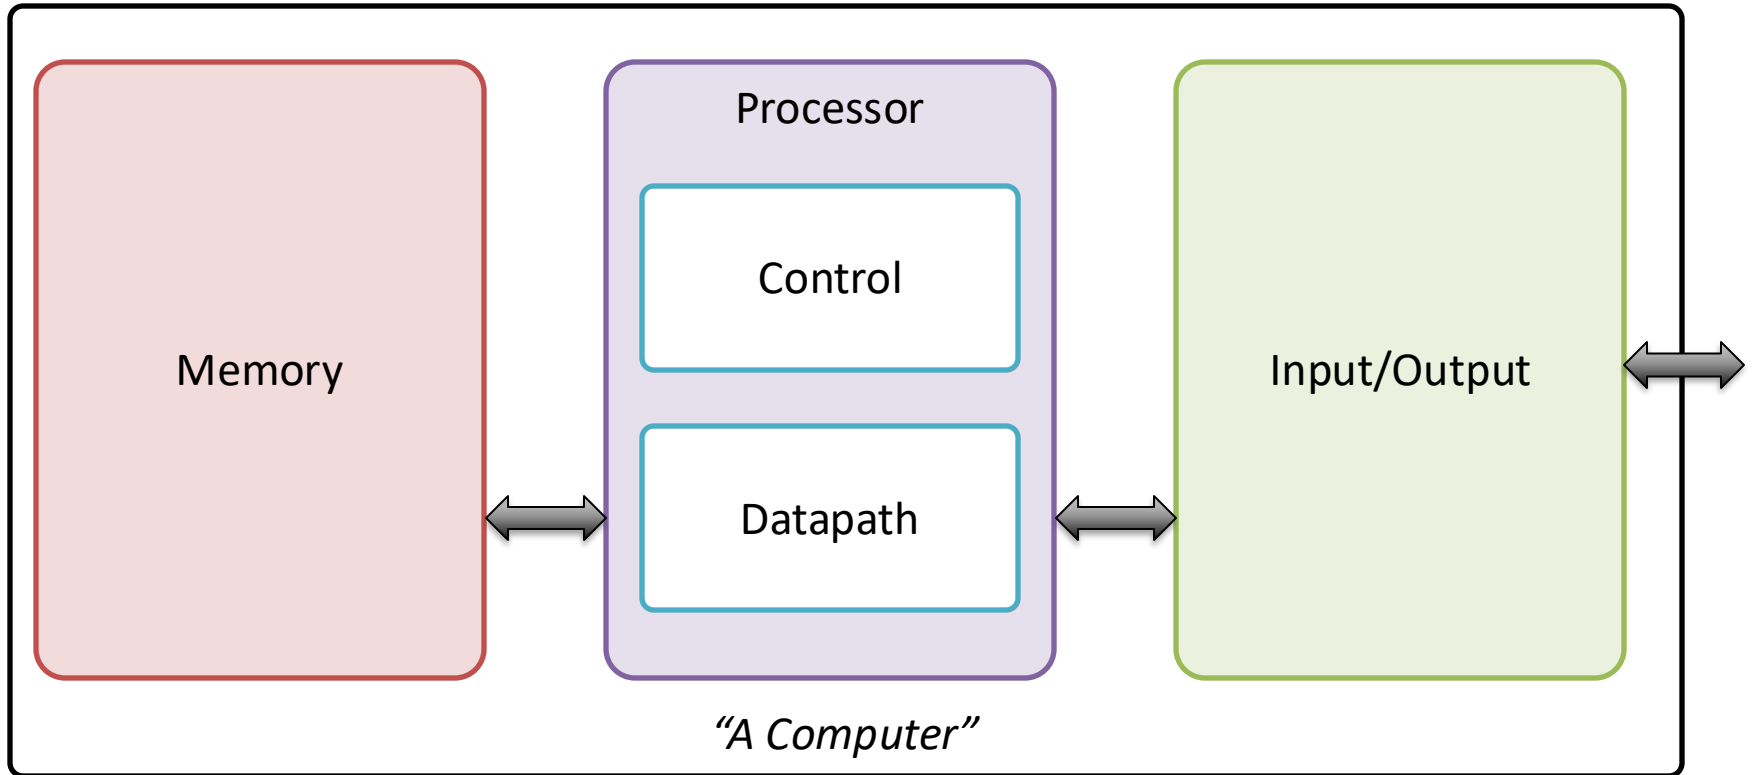 Processor
Control
Memory
Input/Output
Datapath
“A Computer”